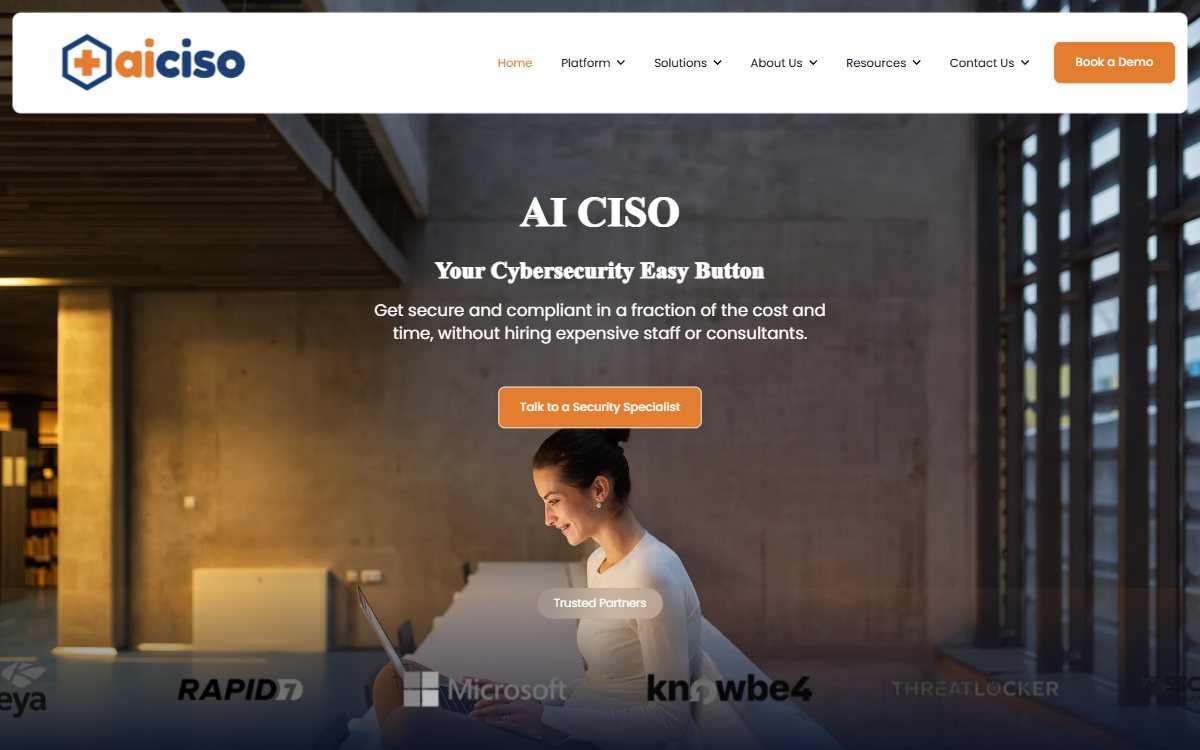 aiciso
Home
Platform
Solutions
About Us
Resources
Contact Us
Book a Demo
AI CISO
Your Cybersecurity Easy Button
Get secure and compliant in a fraction of the cost and
time, without hiring expensive staff or consultants.
Talk to a Security Specialist
Trusted Partners
eya
RAPID7
Microsoft
knowbe4
THREATLOCKER